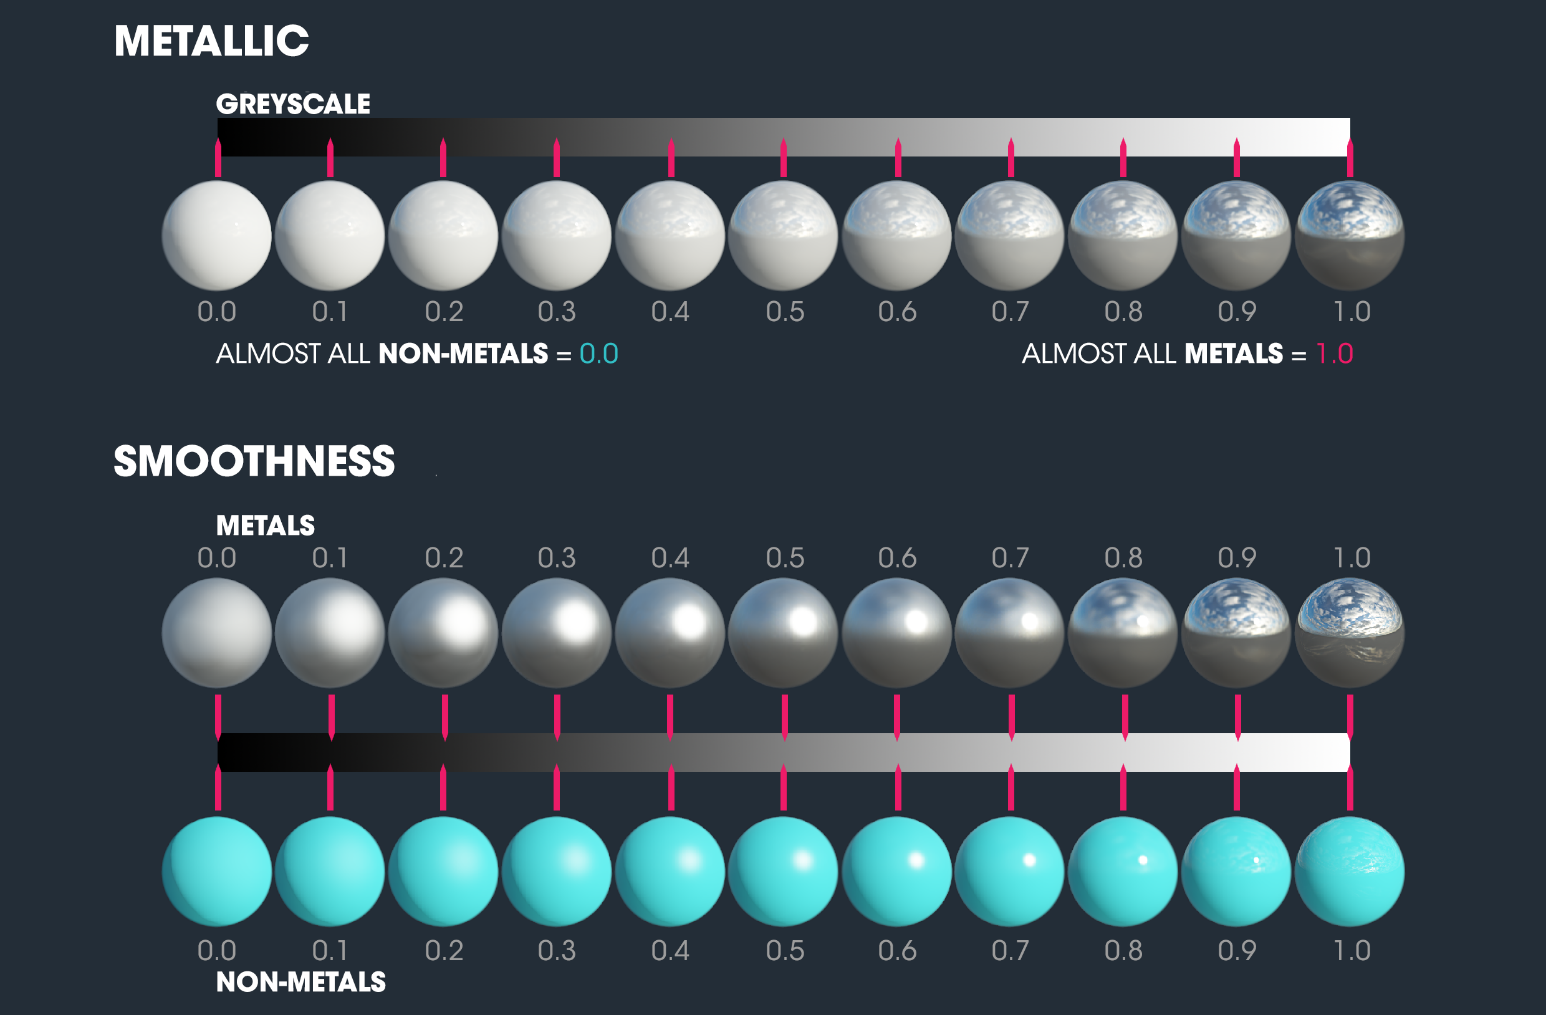 METALLIC
GREYSCALE
0.0 0.1 0.2 0.3 0.4 0.5 0.6 0.7 0.8 0.9 1.0
ALMOST ALL NON-METALS = 0.0 ALMOST ALL METALS = 1.0
SMOOTHNESS
METALS
0.0 0.1 0.2 0.3 0.4 0.5 0.6 0.7 0.8 0.9 1.0
0.0 0.1 0.2 0.3 0.4 0.5 0.6 0.7 0.8 0.9 1.0
NON-METALS